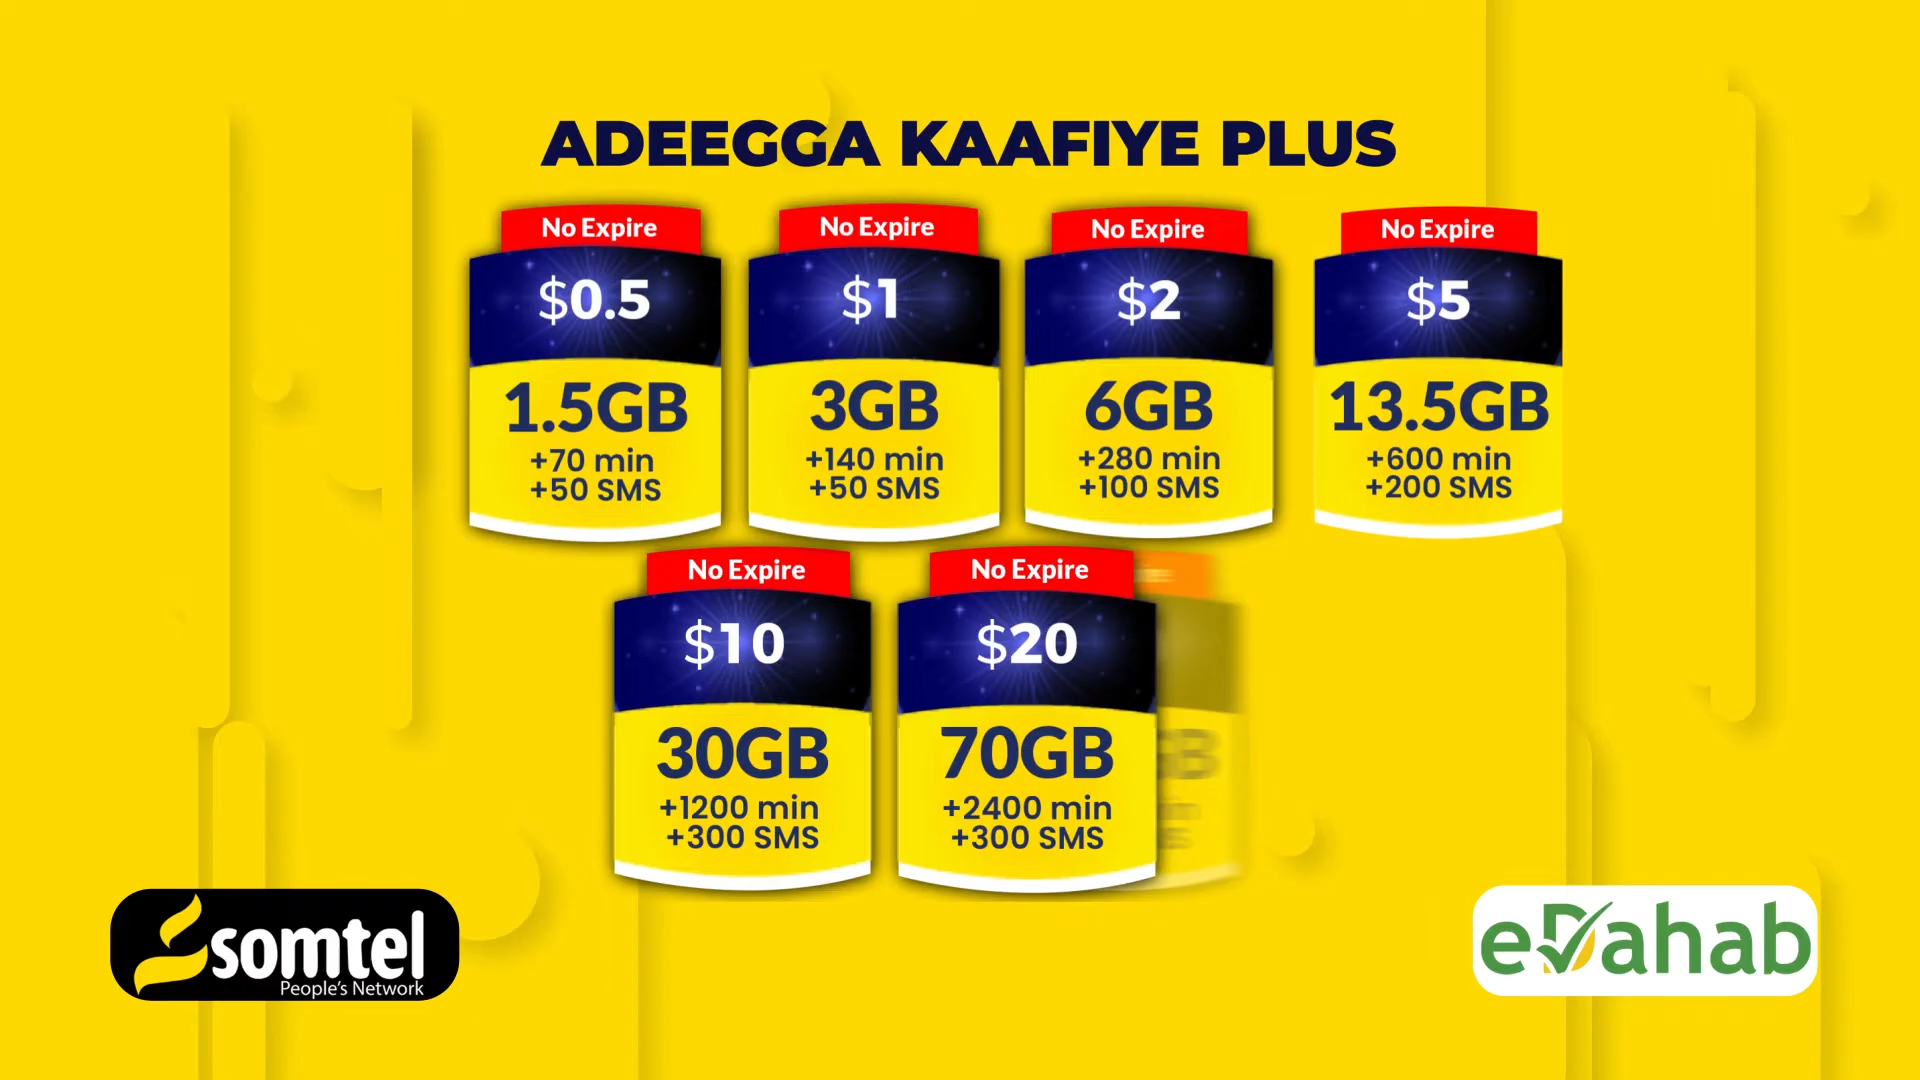 ADEEGGA KAAFIYE PLUS
No Expire
$0.5
1.5GB
+70 min
+50 SMS
No Expire
$1
3GB
+140 min
+50 SMS
No Expire
$2
6GB
+280 min
+100 SMS
No Expire
$5
13.5GB
+600 min
+200 SMS
No Expire
$10
30GB
+1200 min
+300 SMS
No Expire
$20
70GB
+2400 min
+300 SMS
somtel
People's Network
eDahab